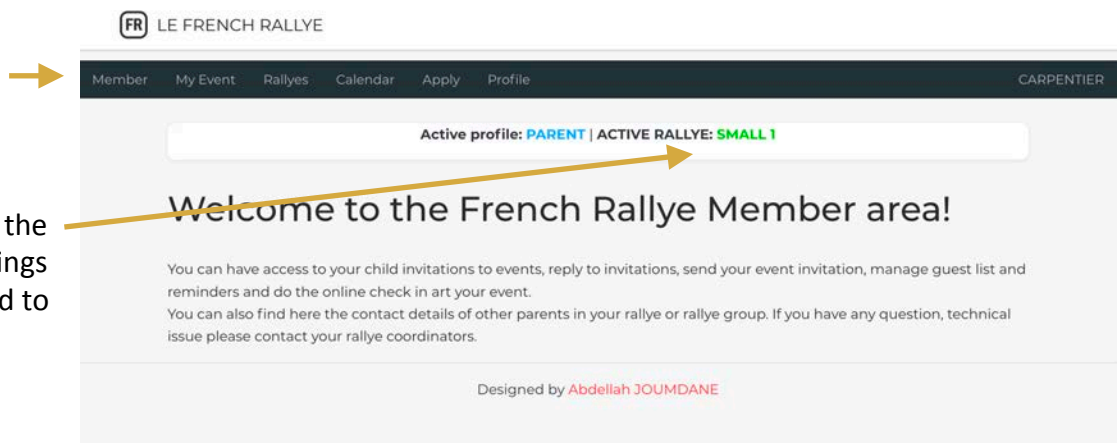 FR LE FRENCH RALLYE
Member My Event Rallyes Calendar Apply Profile CARPENTIER
Active profile: PARENT | ACTIVE RALLYE: SMALL 1
Welcome to the French Rallye Member area!
the
ings
d to
You can have access to your child invitations to events, reply to invitations, send your event invitation, manage guest list and
reminders and do the online check in art your event.
You can also find here the contact details of other parents in your rallye or rallye group. If you have any question, technical
issue please contact your rallye coordinators.
Designed by Abdellah JOUMDANE